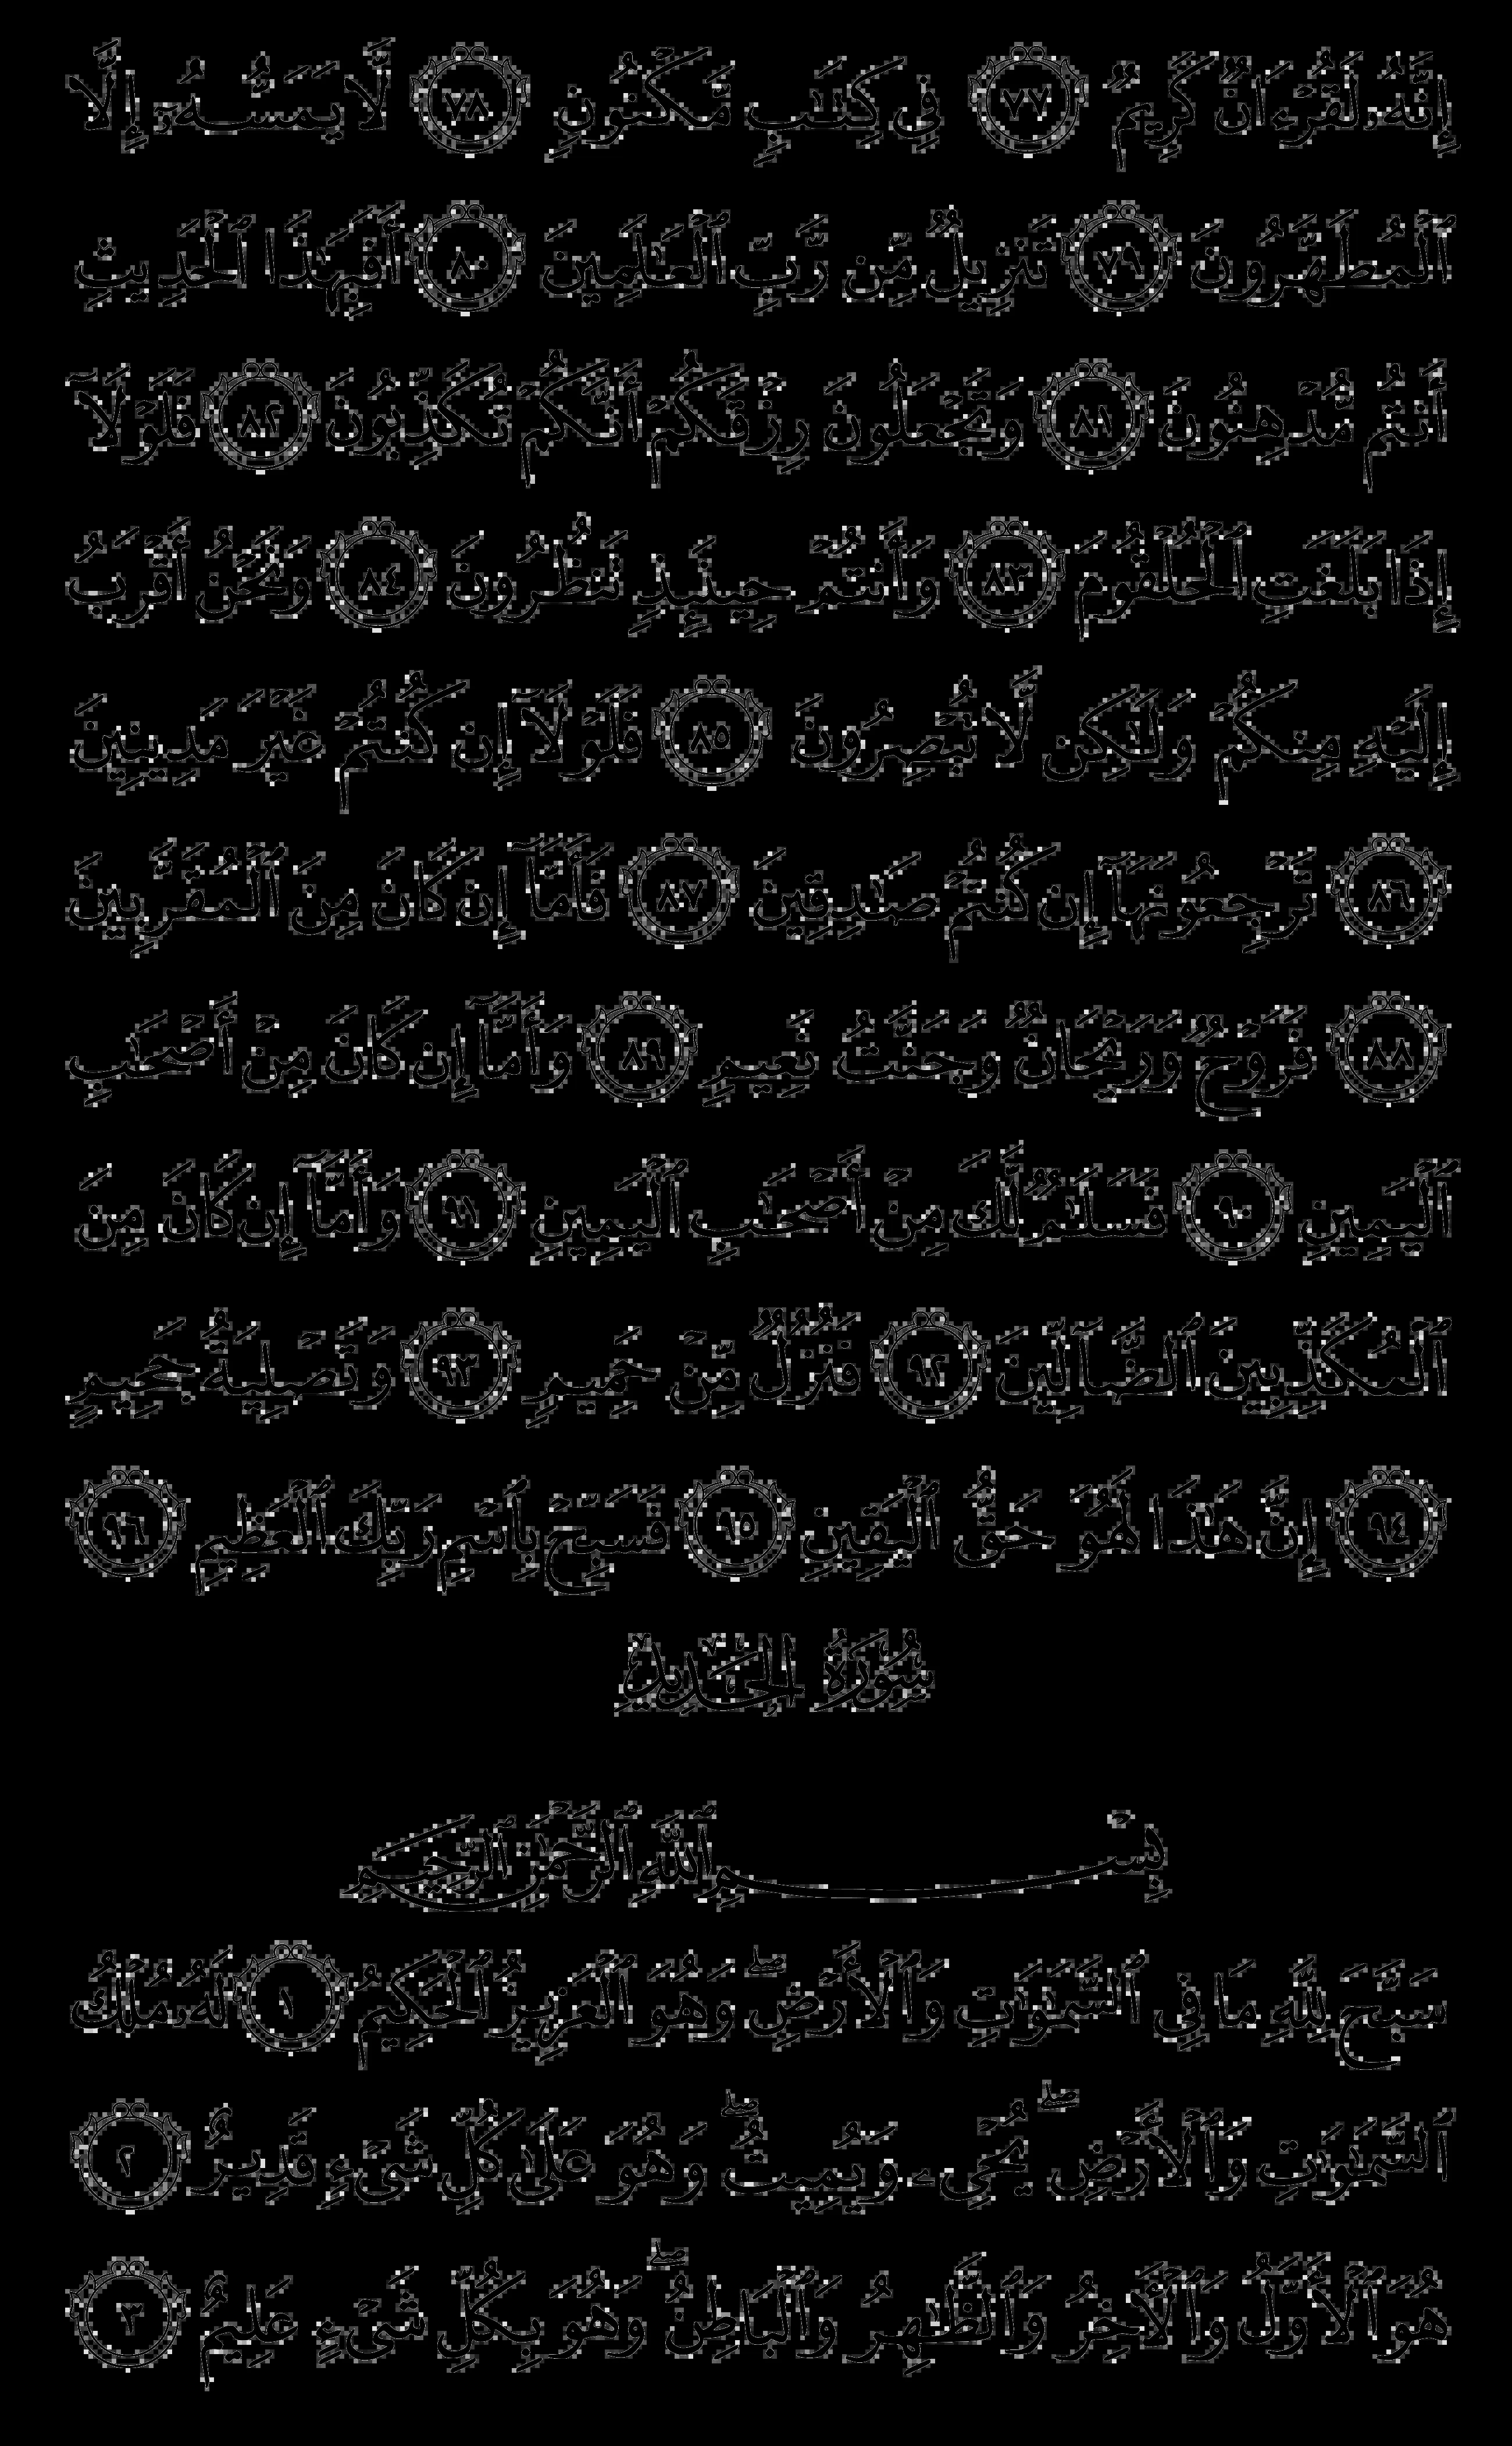 إِنَّهُۥ لَقُرْءَانٌ كَرِيمٌ ٧٧ فِى كِتَـٰبٍ مَّكْنُونٍ ٧٨ لَّا يَمَسُّهُۥٓ إِلَّا
ٱلْمُطَهَّرُونَ ٧٩ تَنزِيلٌ مِّن رَّبِّ ٱلْعَـٰلَمِينَ ٨٠ أَفَبِهَـٰذَا ٱلْحَدِيثِ
أَنتُم مُّدْهِنُونَ ٨١ وَتَجْعَلُونَ رِزْقَكُمْ أَنَّكُمْ تُكَذِّبُونَ ٨٢ فَلَوْلَآ
إِذَا بَلَغَتِ ٱلْحُلْقُومَ ٨٣ وَأَنتُمْ حِينَئِذٍ تَنظُرُونَ ٨٤ وَنَحْنُ أَقْرَبُ
إِلَيْهِ مِنكُمْ وَلَـٰكِن لَّا تُبْصِرُونَ ٨٥ فَلَوْلَآ إِن كُنتُمْ غَيْرَ مَدِينِينَ
٨٦ تَرْجِعُونَهَآ إِن كُنتُمْ صَـٰدِقِينَ ٨٧ فَأَمَّآ إِن كَانَ مِنَ ٱلْمُقَرَّبِينَ
٨٨ فَرَوْحٌ وَرَيْحَانٌ وَجَنَّتُ نَعِيمٍ ٨٩ وَأَمَّآ إِن كَانَ مِنْ أَصْحَـٰبِ
ٱلْيَمِينِ ٩٠ فَسَلَـٰمٌ لَّكَ مِنْ أَصْحَـٰبِ ٱلْيَمِينِ ٩١ وَأَمَّآ إِن كَانَ مِنَ
ٱلْمُكَذِّبِينَ ٱلضَّآلِّينَ ٩٢ فَنُزُلٌ مِّنْ حَمِيمٍ ٩٣ وَتَصْلِيَةُ جَحِيمٍ
٩٤ إِنَّ هَـٰذَا لَهُوَ حَقُّ ٱلْيَقِينِ ٩٥ فَسَبِّحْ بِٱسْمِ رَبِّكَ ٱلْعَظِيمِ ٩٦
سُورَةُ الحَدِيدِ
بِسْمِ ٱللَّهِ ٱلرَّحْمَـٰنِ ٱلرَّحِيمِ
سَبَّحَ لِلَّهِ مَا فِى ٱلسَّمَـٰوَٰتِ وَٱلْأَرْضِ ۖ وَهُوَ ٱلْعَزِيزُ ٱلْحَكِيمُ ١ لَهُۥ مُلْكُ
ٱلسَّمَـٰوَٰتِ وَٱلْأَرْضِ ۖ يُحْىِۦ وَيُمِيتُ ۖ وَهُوَ عَلَىٰ كُلِّ شَىْءٍ قَدِيرٌ ٢
هُوَ ٱلْأَوَّلُ وَٱلْـَٔاخِرُ وَٱلظَّـٰهِرُ وَٱلْبَاطِنُ ۖ وَهُوَ بِكُلِّ شَىْءٍ عَلِيمٌ ٣